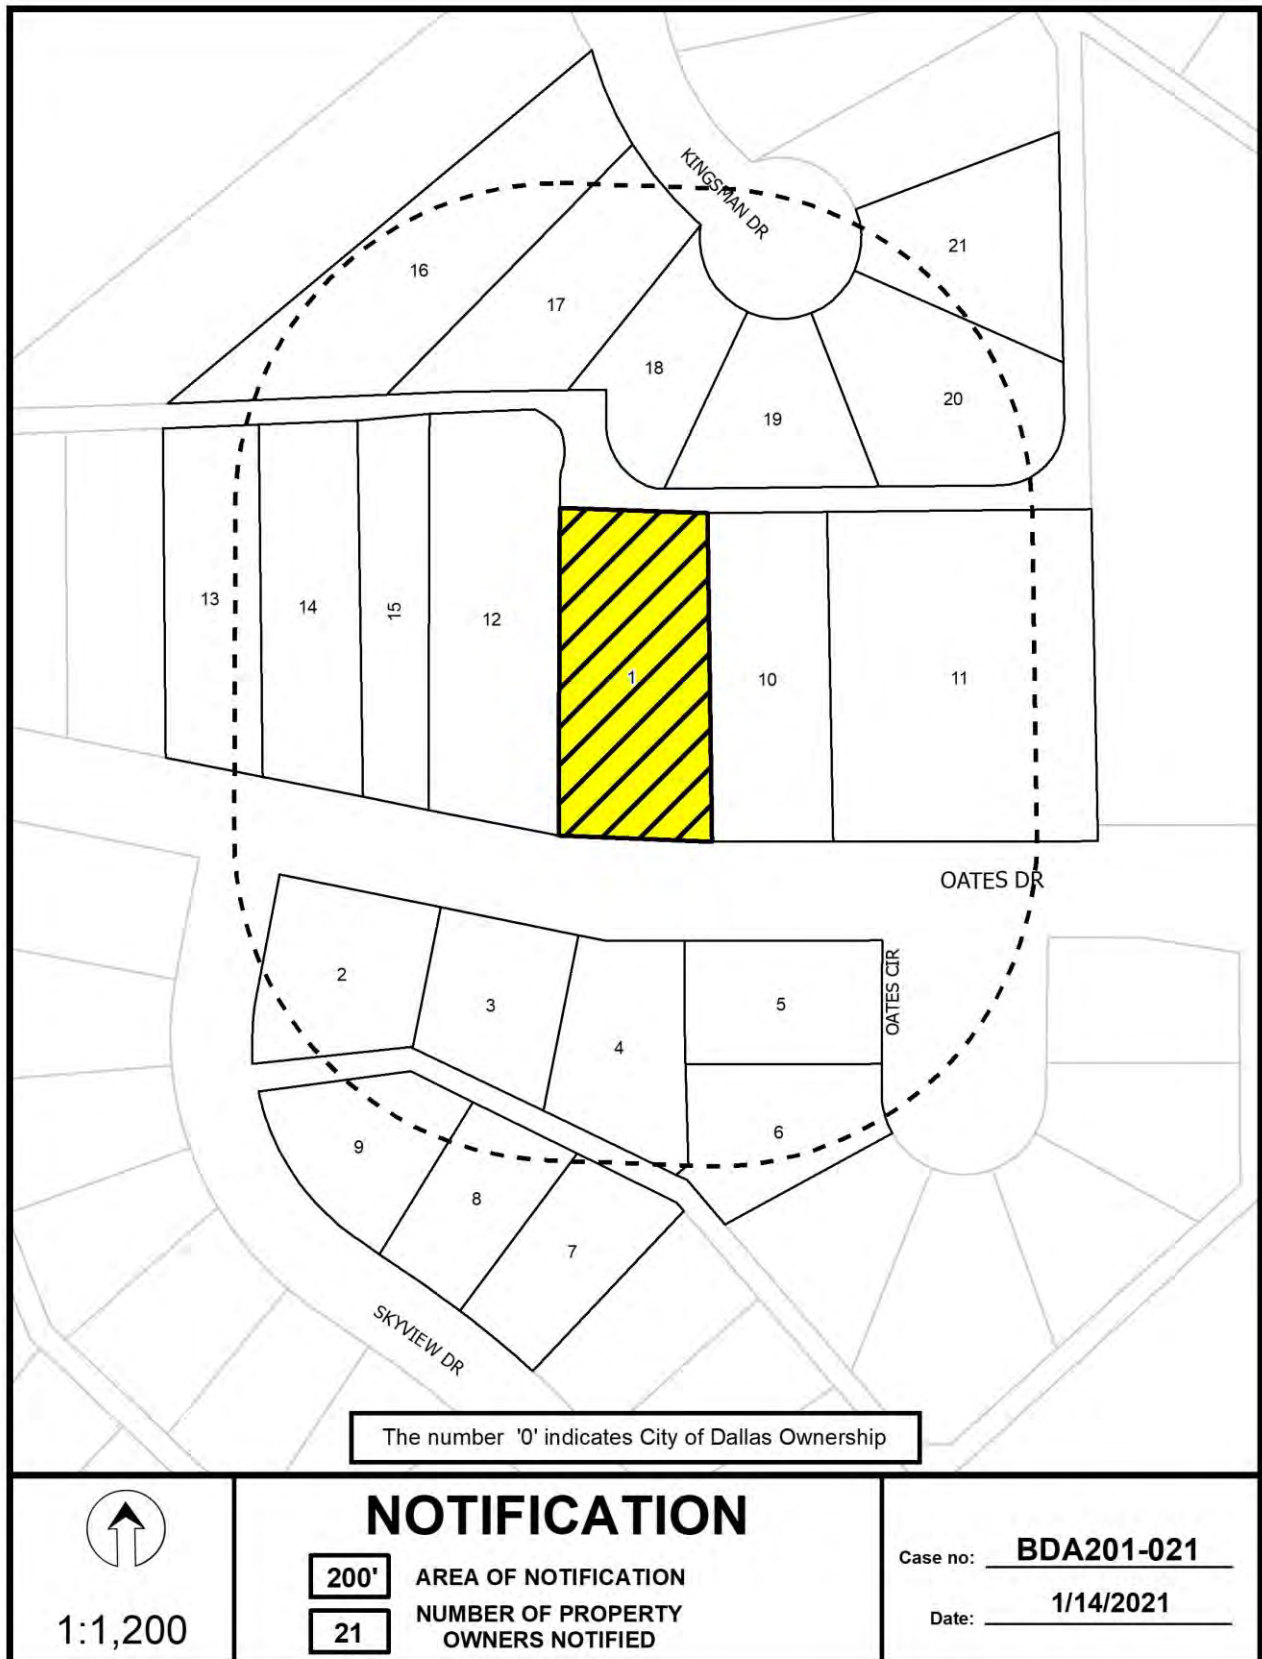 KINGSMAN DR
21
16
17
18
20
19
13
14
15
12
1
10
11
OATES DR
2
3
4
5
OATES CIR
6
9
8
7
SKYVIEW DR
The number '0' indicates City of Dallas Ownership
1:1,200
NOTIFICATION
200' AREA OF NOTIFICATION
21 NUMBER OF PROPERTY
OWNERS NOTIFIED
Case no: BDA201-021
Date: 1/14/2021